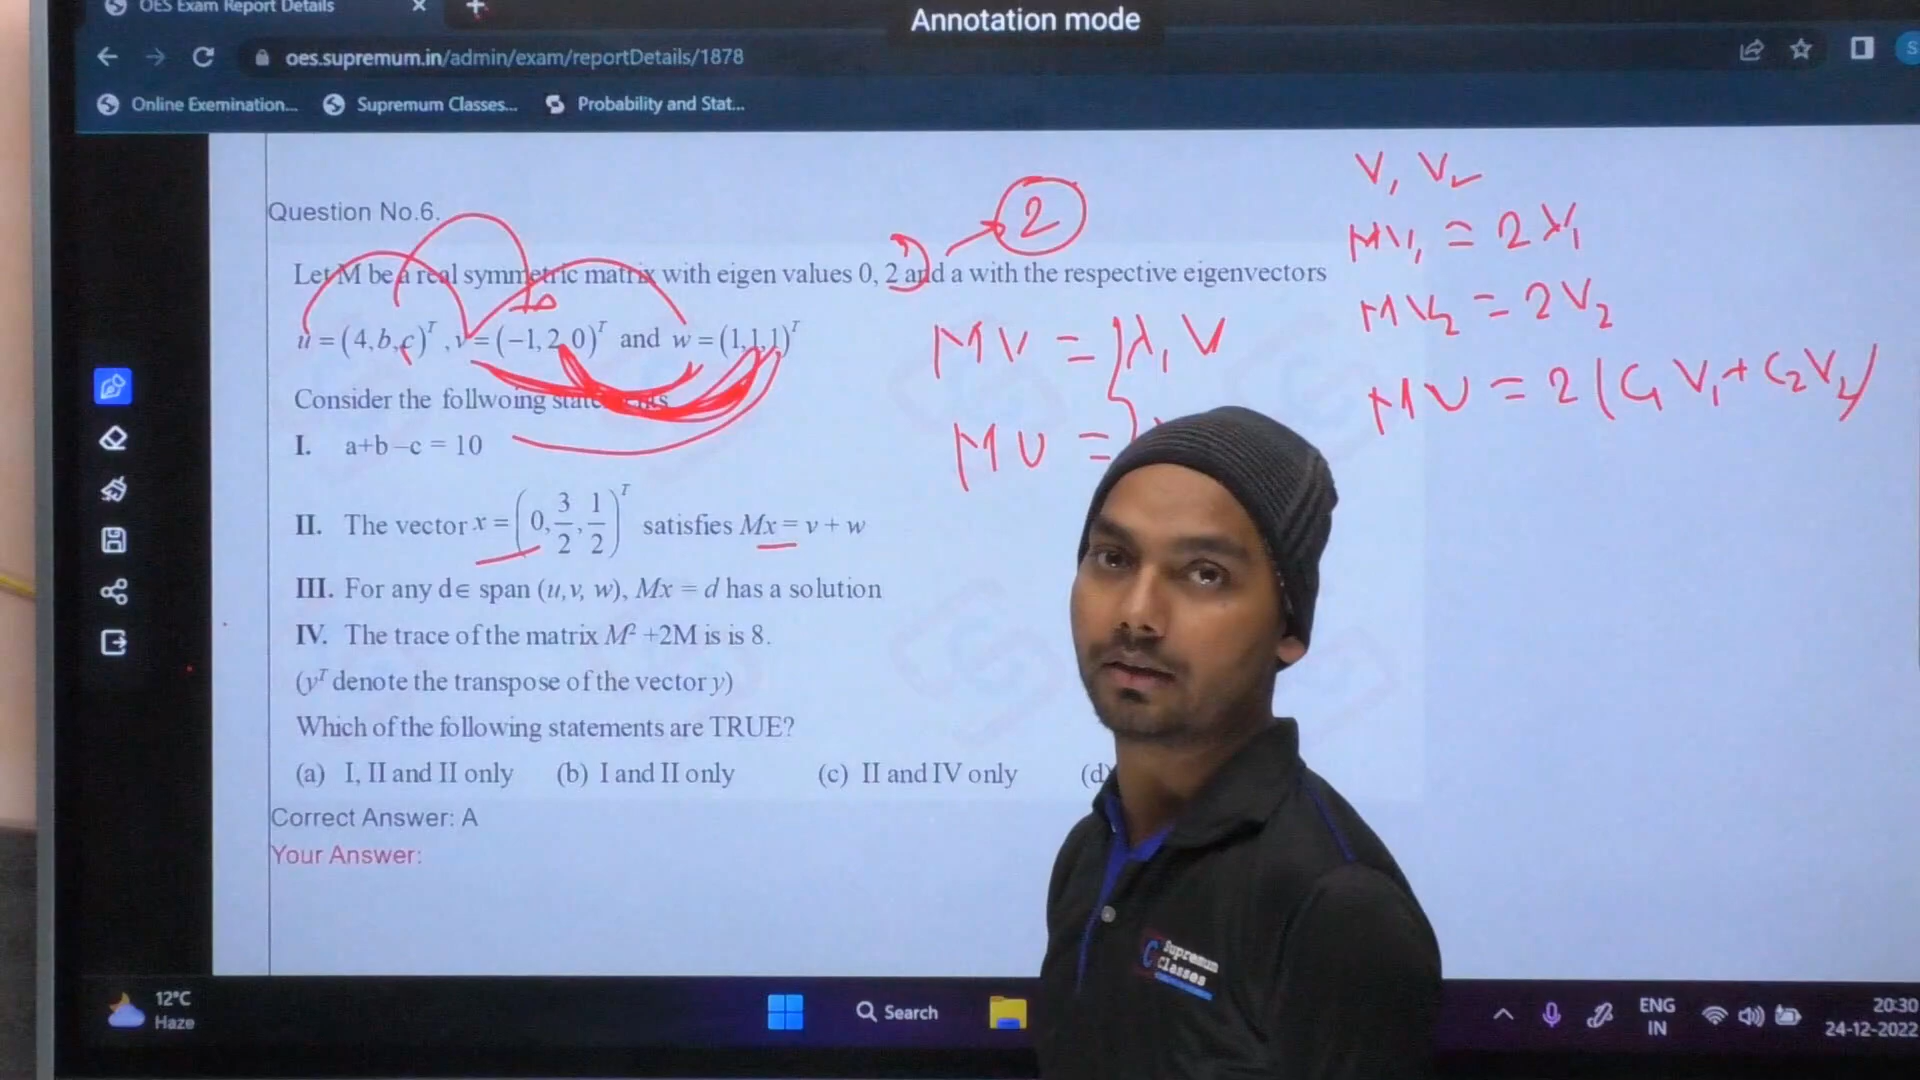 Annotation mode
OES Exam Report Details
oes.supremum.in/admin/exam/reportDetails/1878
Online Exemination... Supremum Classes... Probability and Stat...
Question No.6.
Let M be a real symmetric matrix with eigen values 0, 2 and a with the respective eigenvectors
u = (4,b,c)ᵀ, v = (−1,2,0)ᵀ and w = (1,1,1)ᵀ
Consider the follwoing statements
I. a+b –c = 10
II. The vector x = (0, 3/2, 1/2)ᵀ satisfies Mx = v + w
III. For any d∈ span (u,v, w), Mx = d has a solution
IV. The trace of the matrix M² +2M is is 8.
(yᵀ denote the transpose of the vector y)
Which of the following statements are TRUE?
(a) I, II and II only (b) I and II only (c) II and IV only (d)
Correct Answer: A
Your Answer:
2
MV = λ₁ V
MU =
V₁ V₂
MV₁ = 2V₁
MV₂ = 2V₂
MU = 2(C₁V₁+C₂V₂)
Supremum
Classes
12°C
Haze
Search
ENG
IN
20:30
24-12-2022